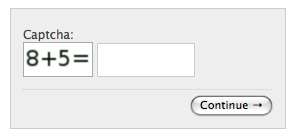 Captcha:
8+5=
Continue →